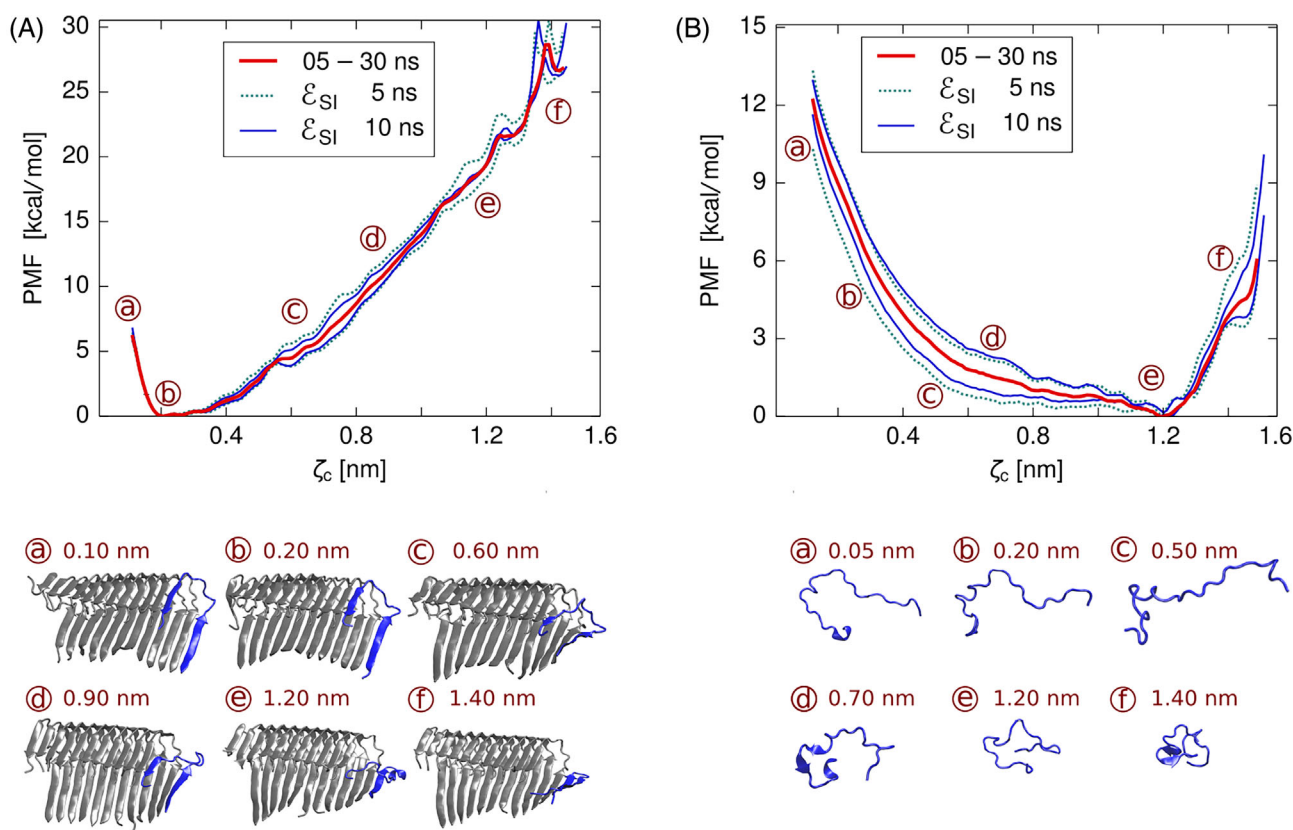 (A)
PMF [kcal/mol]
30
25
20
15
10
5
0
05 – 30 ns
ℰSI 5 ns
ℰSI 10 ns
a
b
c
d
e
f
0.4
0.8
1.2
1.6
ζc [nm]
(B)
PMF [kcal/mol]
15
12
9
6
3
0
05 – 30 ns
ℰSI 5 ns
ℰSI 10 ns
a
b
c
d
e
f
0.4
0.8
1.2
1.6
ζc [nm]
a 0.10 nm
b 0.20 nm
c 0.60 nm
d 0.90 nm
e 1.20 nm
f 1.40 nm
a 0.05 nm
b 0.20 nm
c 0.50 nm
d 0.70 nm
e 1.20 nm
f 1.40 nm